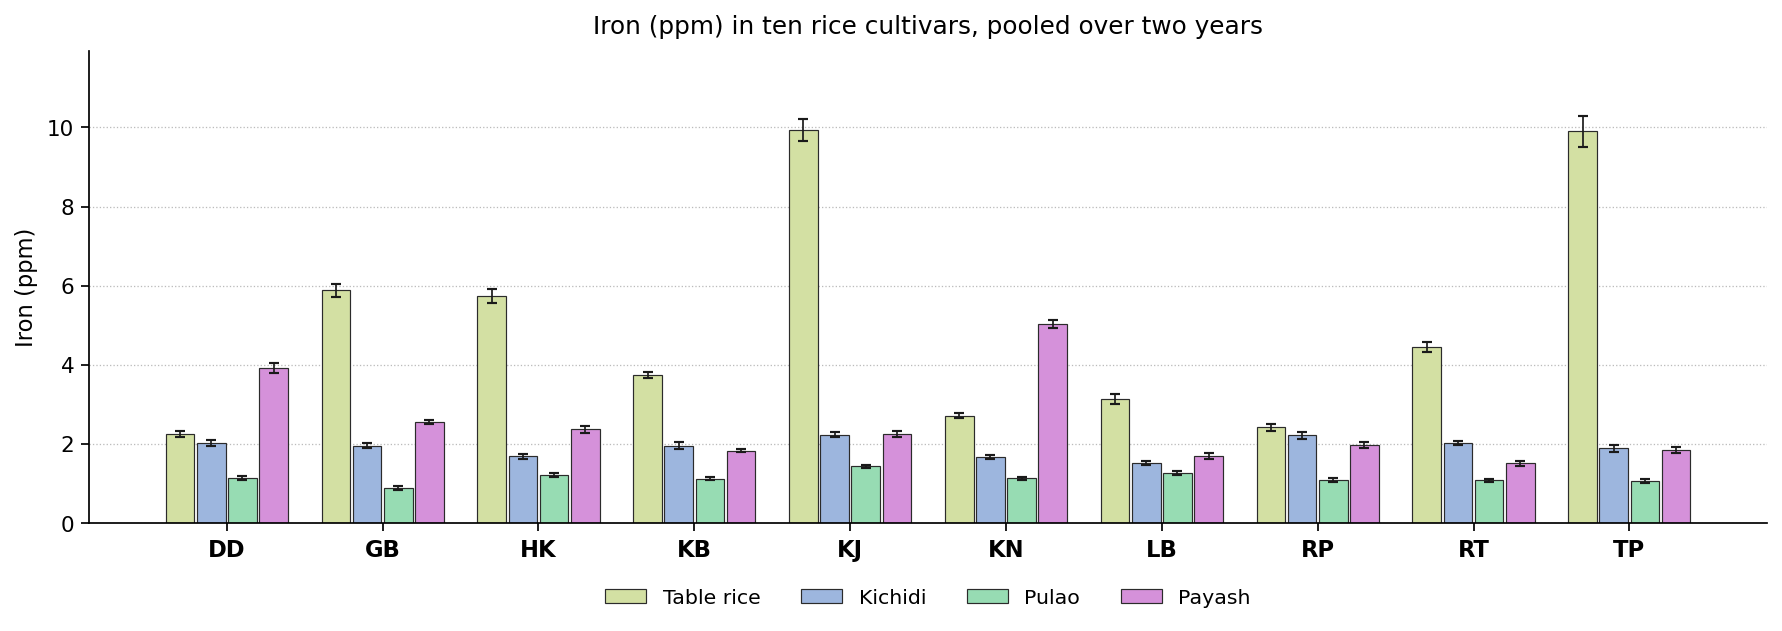 Iron (ppm) in ten rice cultivars, pooled over two years
Iron (ppm)
10
8
6
4
2
0
DD GB HK KB KJ KN LB RP RT TP
Table rice Kichidi Pulao Payash